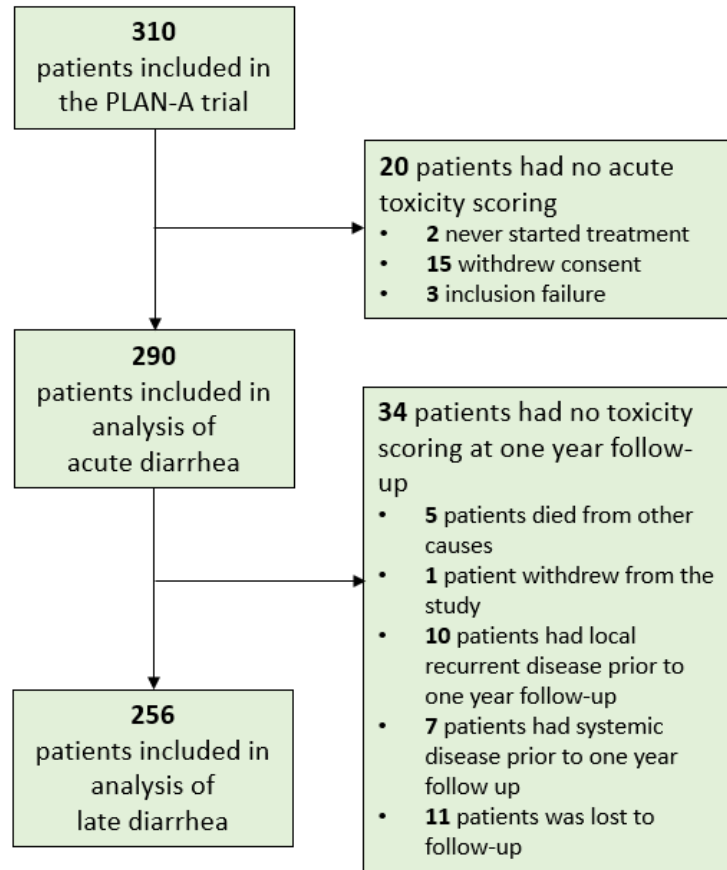 310
patients included in
the PLAN-A trial
20 patients had no acute
toxicity scoring
• 2 never started treatment
• 15 withdrew consent
• 3 inclusion failure
290
patients included in
analysis of
acute diarrhea
34 patients had no toxicity
scoring at one year follow-
up
• 5 patients died from other
causes
• 1 patient withdrew from the
study
• 10 patients had local
recurrent disease prior to
one year follow-up
• 7 patients had systemic
disease prior to one year
follow up
• 11 patients was lost to
follow-up
256
patients included in
analysis of
late diarrhea